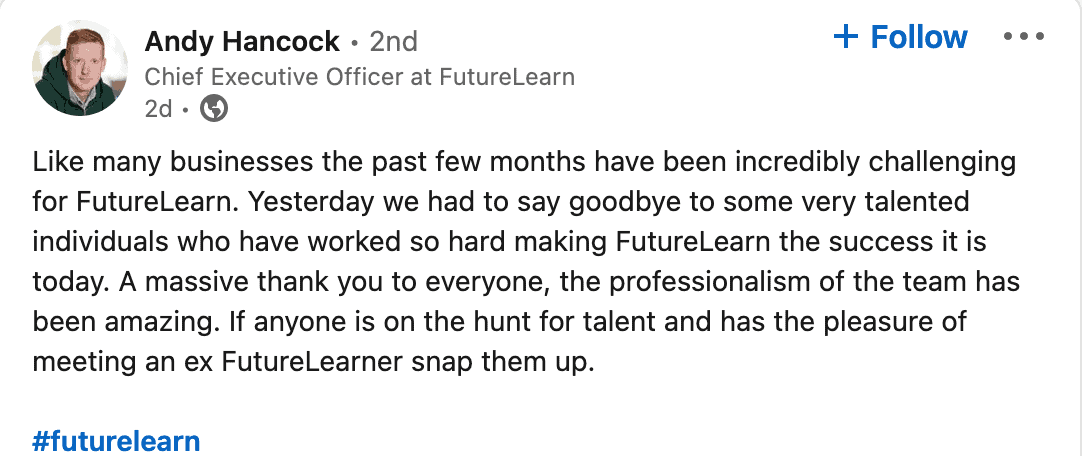 Andy Hancock • 2nd
+ Follow
Chief Executive Officer at FutureLearn
2d •
Like many businesses the past few months have been incredibly challenging
for FutureLearn. Yesterday we had to say goodbye to some very talented
individuals who have worked so hard making FutureLearn the success it is
today. A massive thank you to everyone, the professionalism of the team has
been amazing. If anyone is on the hunt for talent and has the pleasure of
meeting an ex FutureLearner snap them up.
#futurelearn